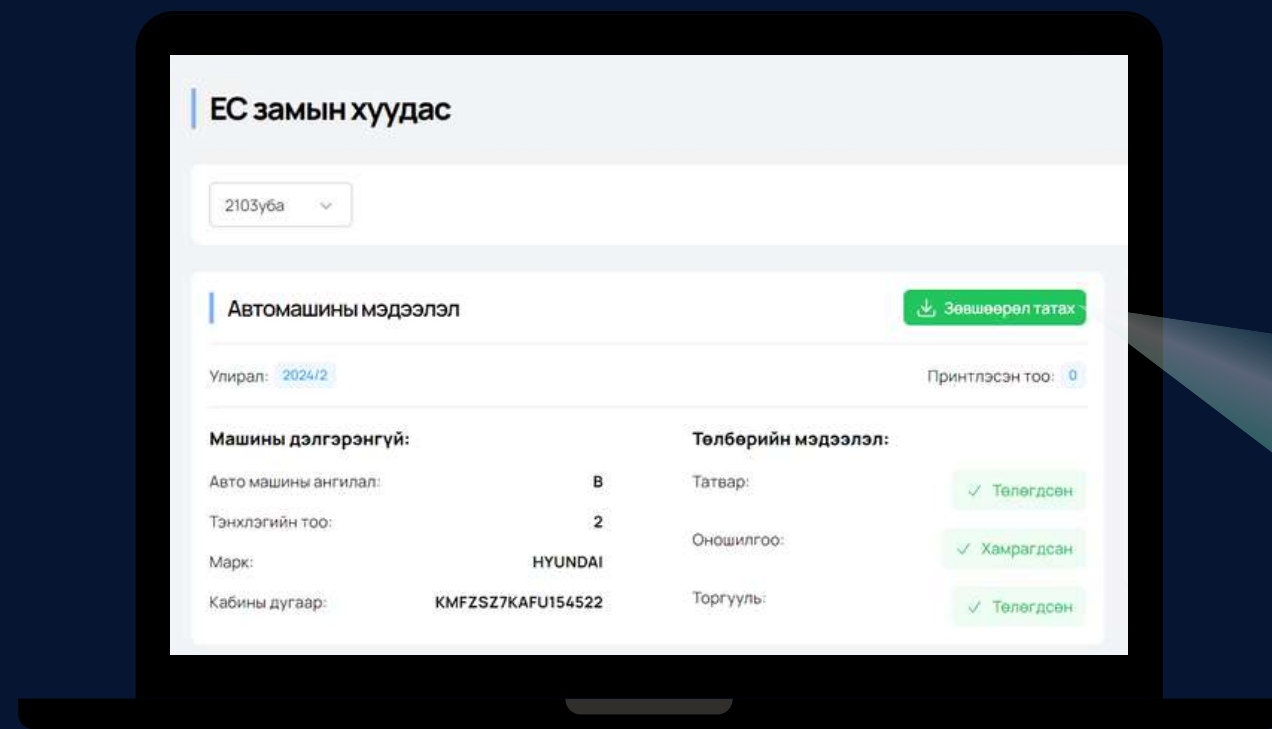 ЕС замын хуудас
2103уба
Автомашины мэдээлэл
Зөвшөөрөл татах
Улирал: 2024/2
Принтлэсэн тоо: 0
Машины дэлгэрэнгүй:
Авто машины ангилал: B
Тэнхлэгийн тоо: 2
Марк: HYUNDAI
Кабины дугаар: KMFZSZ7KAFU154522
Төлбөрийн мэдээлэл:
Татвар: Төлөгдсөн
Оношилгоо: Хамрагдсан
Торгууль: Төлөгдсөн